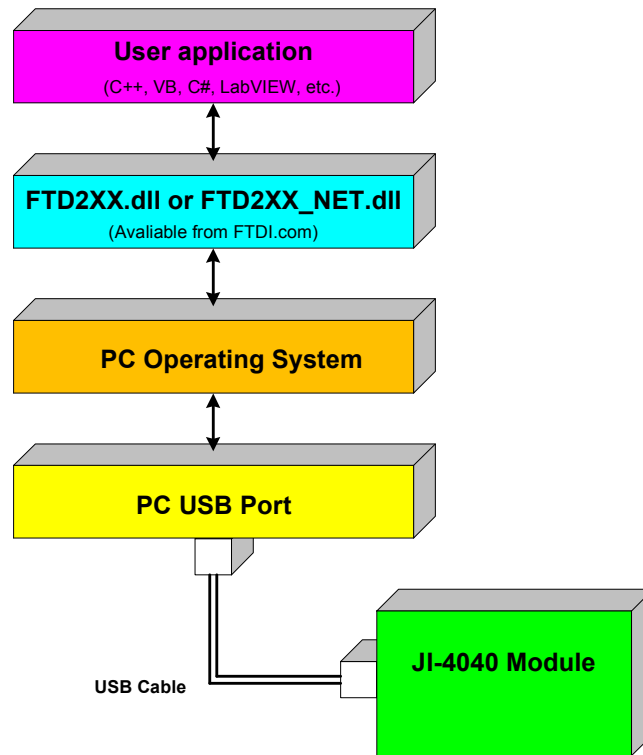 User application
(C++, VB, C#, LabVIEW, etc.)
FTD2XX.dll or FTD2XX_NET.dll
(Avaliable from FTDI.com)
PC Operating System
PC USB Port
JI-4040 Module
USB Cable